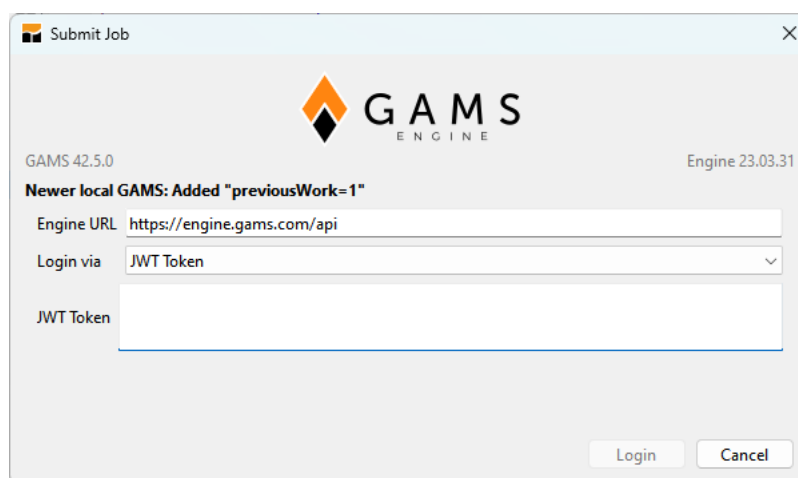 Submit Job
GAMS
ENGINE
GAMS 42.5.0 Engine 23.03.31
Newer local GAMS: Added "previousWork=1"
Engine URL https://engine.gams.com/api
Login via JWT Token
JWT Token
Login Cancel